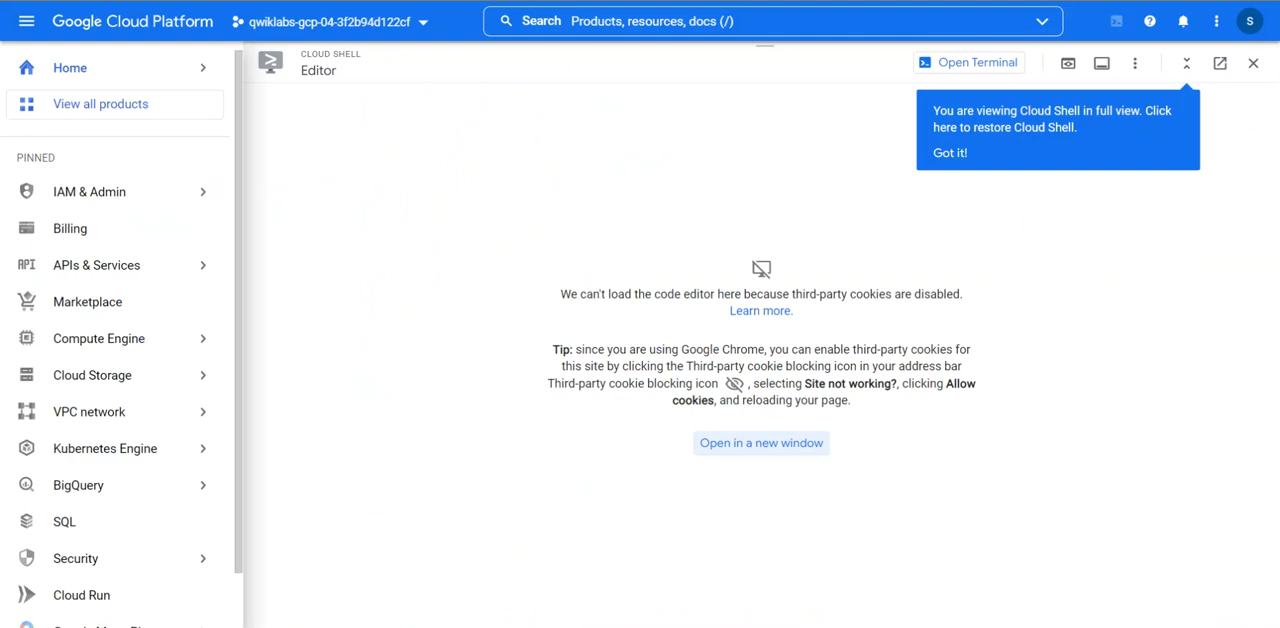 Google Cloud Platform
qwiklabs-gcp-04-3f2b94d122cf
Search Products, resources, docs (/)
S
Home
View all products
PINNED
IAM & Admin
Billing
API APIs & Services
Marketplace
Compute Engine
Cloud Storage
VPC network
Kubernetes Engine
BigQuery
SQL
Security
Cloud Run
CLOUD SHELL
Editor
Open Terminal
You are viewing Cloud Shell in full view. Click
here to restore Cloud Shell.
Got it!
We can't load the code editor here because third-party cookies are disabled.
Learn more.
Tip: since you are using Google Chrome, you can enable third-party cookies for
this site by clicking the Third-party cookie blocking icon in your address bar
Third-party cookie blocking icon , selecting Site not working?, clicking Allow
cookies, and reloading your page.
Open in a new window